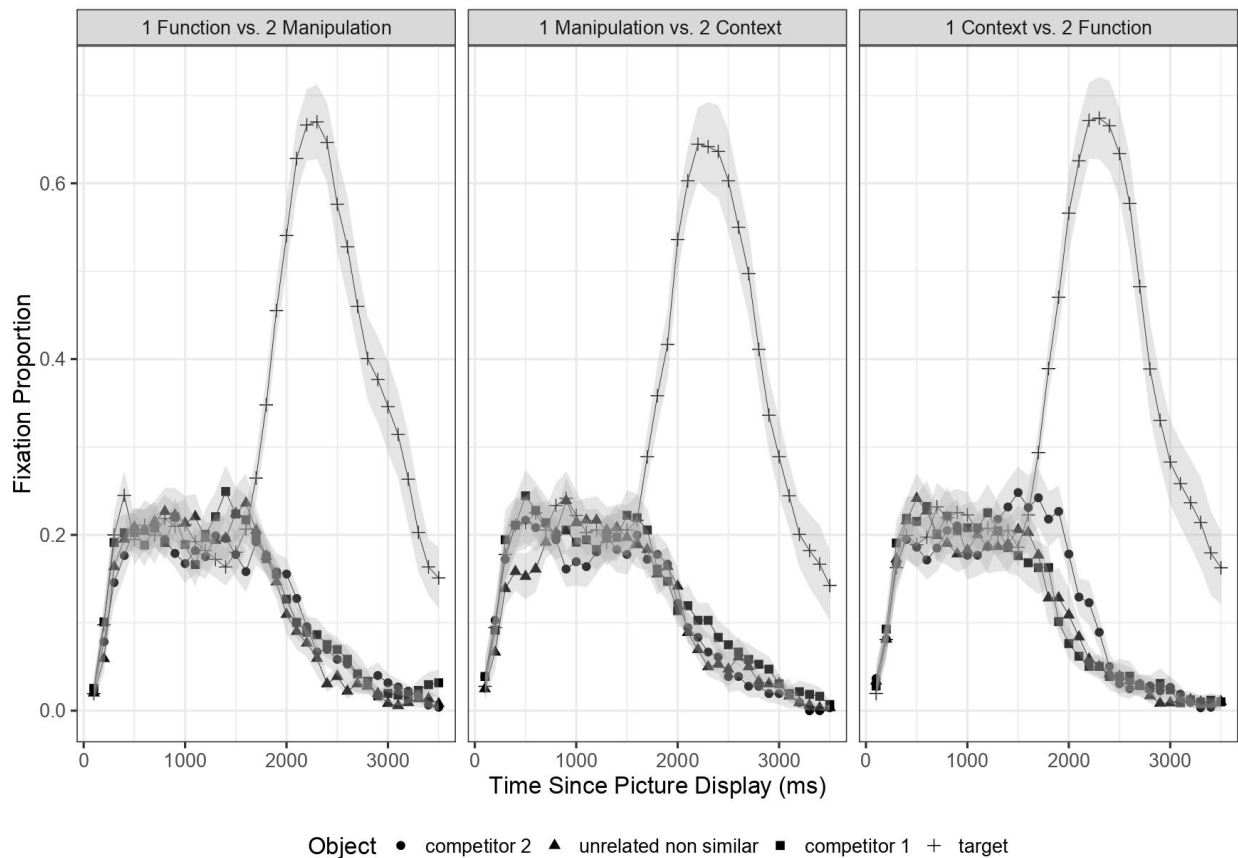 1 Function vs. 2 Manipulation
1 Manipulation vs. 2 Context
1 Context vs. 2 Function
Fixation Proportion
0.6
0.4
0.2
0.0
0 1000 2000 3000
0 1000 2000 3000
0 1000 2000 3000
Time Since Picture Display (ms)
Object competitor 2 unrelated non similar competitor 1 target